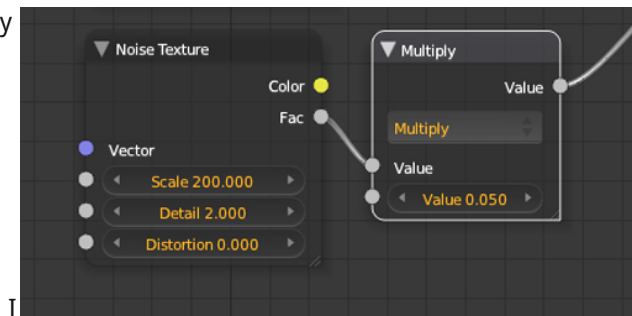 y
Noise Texture
Color
Fac
Vector
Scale 200.000
Detail 2.000
Distortion 0.000
Multiply
Value
Multiply
Value
Value 0.050
I